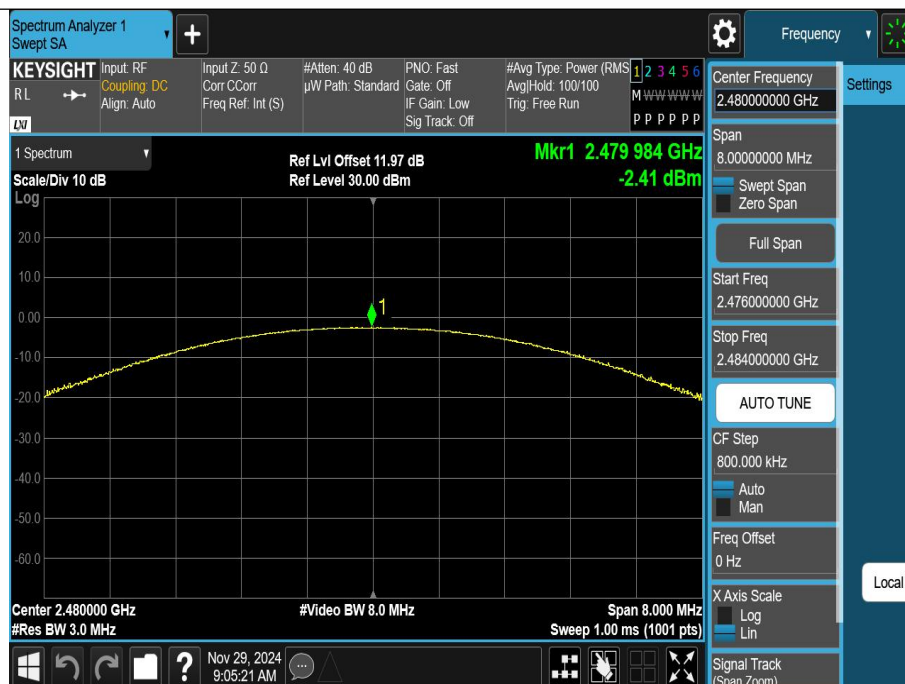 Spectrum Analyzer 1
Swept SA
Frequency
KEYSIGHT
RL
LXI
Input: RF
Coupling: DC
Align: Auto
Input Z: 50 Ω
Corr CCorr
Freq Ref: Int (S)
#Atten: 40 dB
µW Path: Standard
PNO: Fast
Gate: Off
IF Gain: Low
Sig Track: Off
#Avg Type: Power (RMS
Avg|Hold: 100/100
Trig: Free Run
1 2 3 4 5 6
M W W W W W
P P P P P P
1 Spectrum
Scale/Div 10 dB
Log
Ref Lvl Offset 11.97 dB
Ref Level 30.00 dBm
Mkr1 2.479 984 GHz
-2.41 dBm
20.0
10.0
0.00
-10.0
-20.0
-30.0
-40.0
-50.0
-60.0
1
Center 2.480000 GHz
#Res BW 3.0 MHz
#Video BW 8.0 MHz
Span 8.000 MHz
Sweep 1.00 ms (1001 pts)
?
Nov 29, 2024
9:05:21 AM
Center Frequency
2.480000000 GHz
Settings
Span
8.00000000 MHz
Swept Span
Zero Span
Full Span
Start Freq
2.476000000 GHz
Stop Freq
2.484000000 GHz
AUTO TUNE
CF Step
800.000 kHz
Auto
Man
Freq Offset
0 Hz
Local
X Axis Scale
Log
Lin
Signal Track
(Span Zoom)